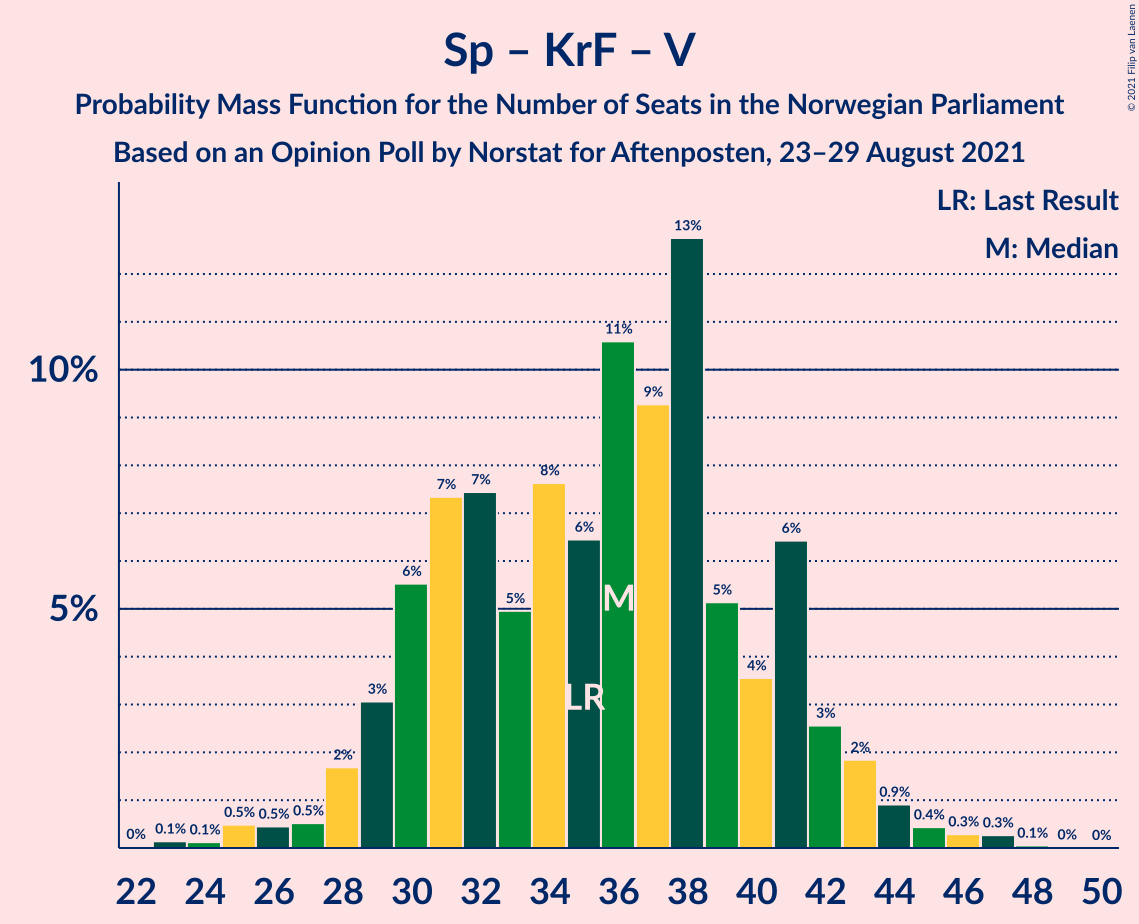 Sp – KrF – V
Probability Mass Function for the Number of Seats in the Norwegian Parliament
Based on an Opinion Poll by Norstat for Aftenposten, 23–29 August 2021
© 2021 Filip van Laenen
LR: Last Result
M: Median
10%
5%
0% 0.1% 0.1% 0.5% 0.5% 0.5% 2% 3% 6% 7% 7% 5% 8% 6% 11% 9% 13% 5% 4% 6% 3% 2% 0.9% 0.4% 0.3% 0.3% 0.1% 0% 0%
M
LR
22 24 26 28 30 32 34 36 38 40 42 44 46 48 50